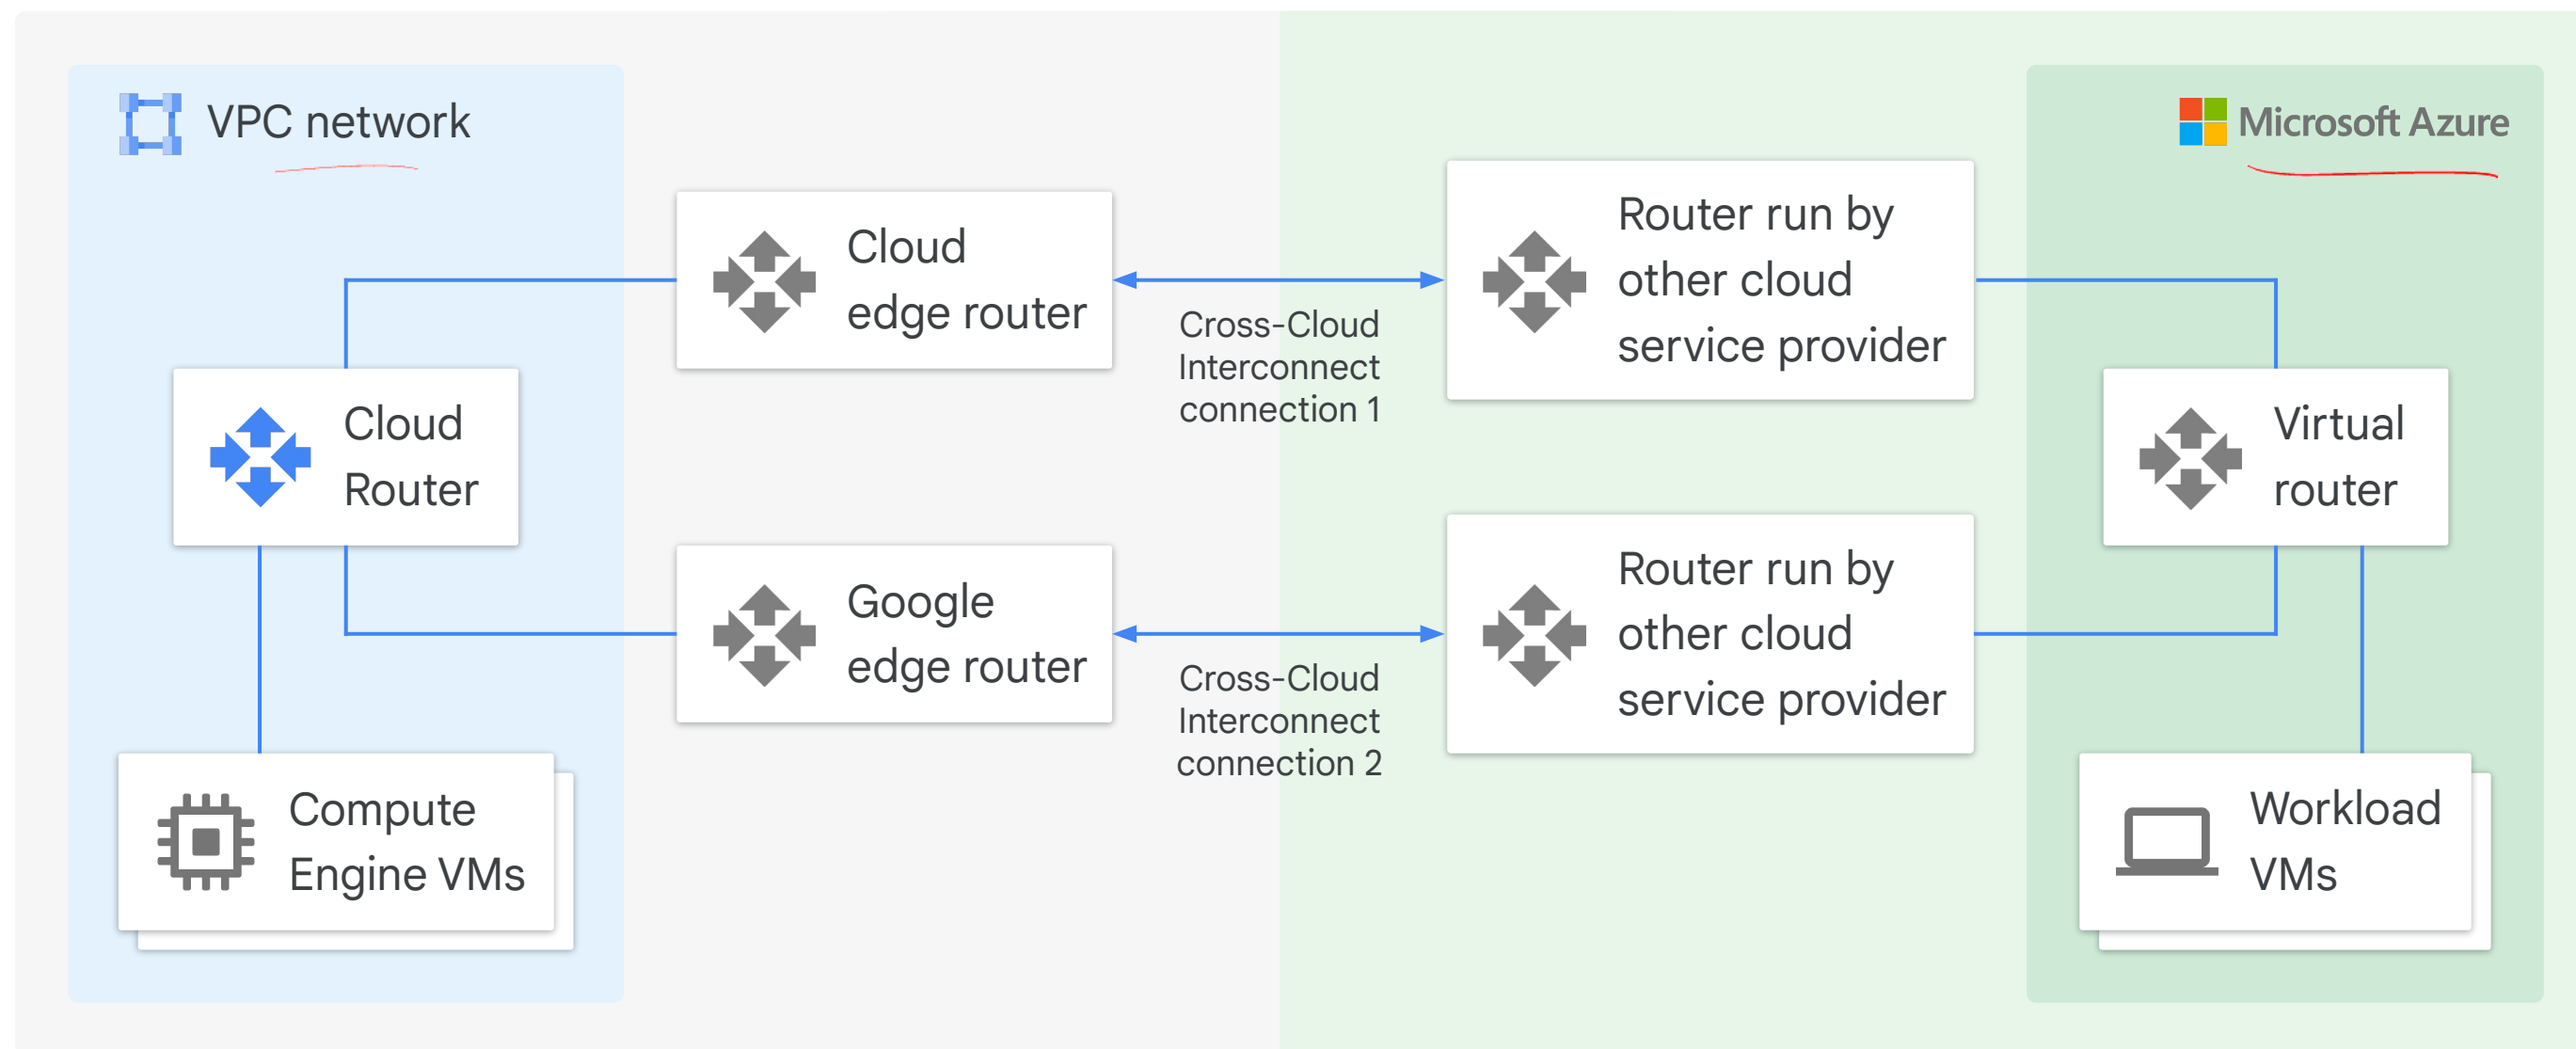 VPC network
Microsoft Azure
Cloud
edge router
Router run by
other cloud
service provider
Cross-Cloud
Interconnect
connection 1
Cloud
Router
Virtual
router
Google
edge router
Router run by
other cloud
service provider
Cross-Cloud
Interconnect
connection 2
Compute
Engine VMs
Workload
VMs